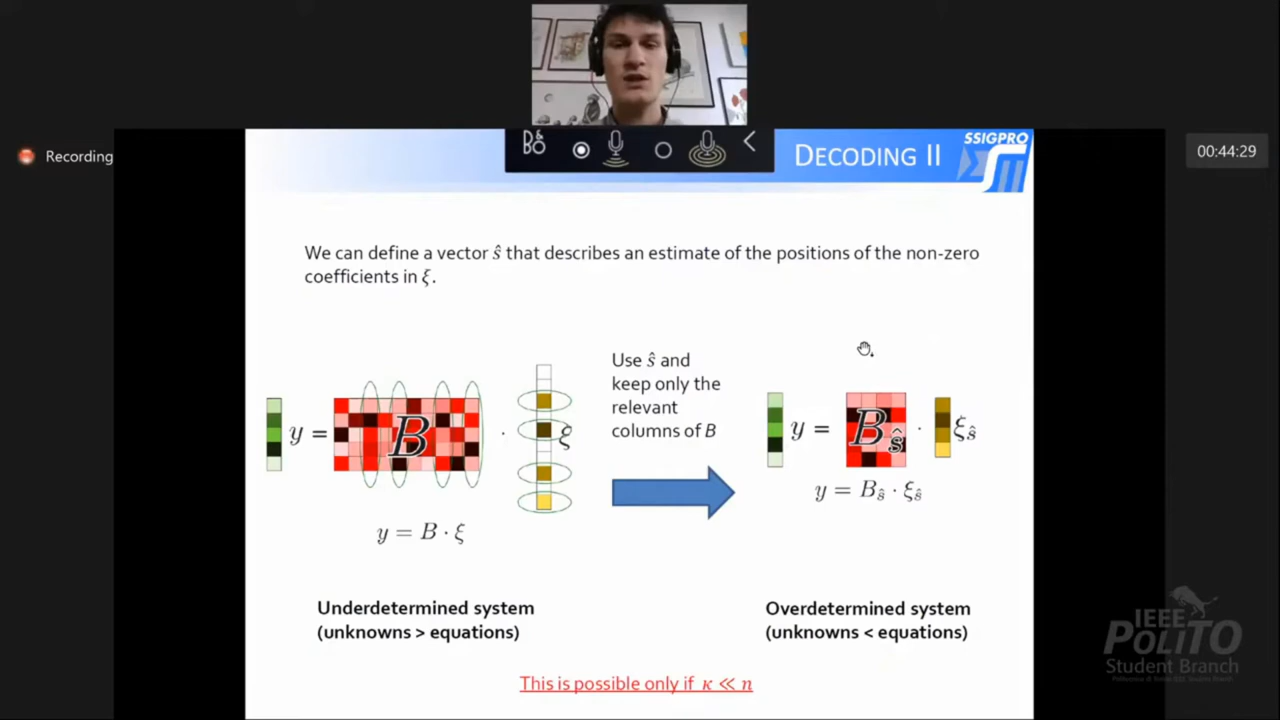 Recording
B&O
DECODING II
SSIGPRO
00:44:29
We can define a vector ŝ that describes an estimate of the positions of the non-zero
coefficients in ξ.
Use ŝ and
keep only the
relevant
columns of B
y = B · ξ
y = B_ŝ · ξ_ŝ
y = B · ξ
y = B_ŝ · ξ_ŝ
Underdetermined system
(unknowns > equations)
Overdetermined system
(unknowns < equations)
This is possible only if κ ≪ n
IEEE
POLITO
Student Branch